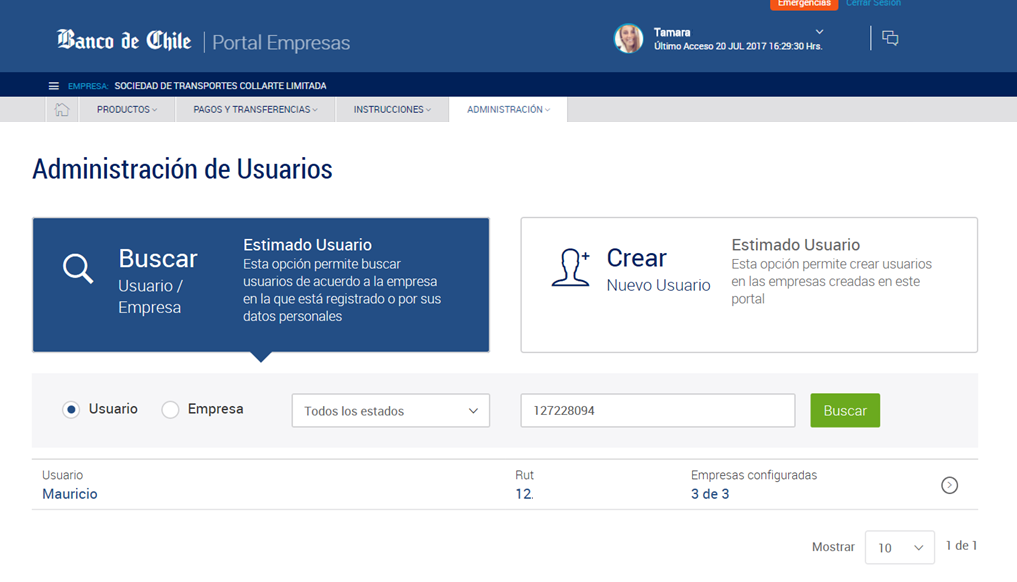 Emergencias
Cerrar Sesión
Banco de Chile | Portal Empresas
Tamara
Último Acceso 20 JUL 2017 16:29:30 Hrs.
EMPRESA: SOCIEDAD DE TRANSPORTES COLLARTE LIMITADA
PRODUCTOS
PAGOS Y TRANSFERENCIAS
INSTRUCCIONES
ADMINISTRACIÓN
Administración de Usuarios
Buscar
Usuario /
Empresa
Estimado Usuario
Esta opción permite buscar
usuarios de acuerdo a la empresa
en la que está registrado o por sus
datos personales
Crear
Nuevo Usuario
Estimado Usuario
Esta opción permite crear usuarios
en las empresas creadas en este
portal
Usuario
Empresa
Todos los estados
127228094
Buscar
Usuario
Mauricio
Rut
12.
Empresas configuradas
3 de 3
Mostrar
10
1 de 1